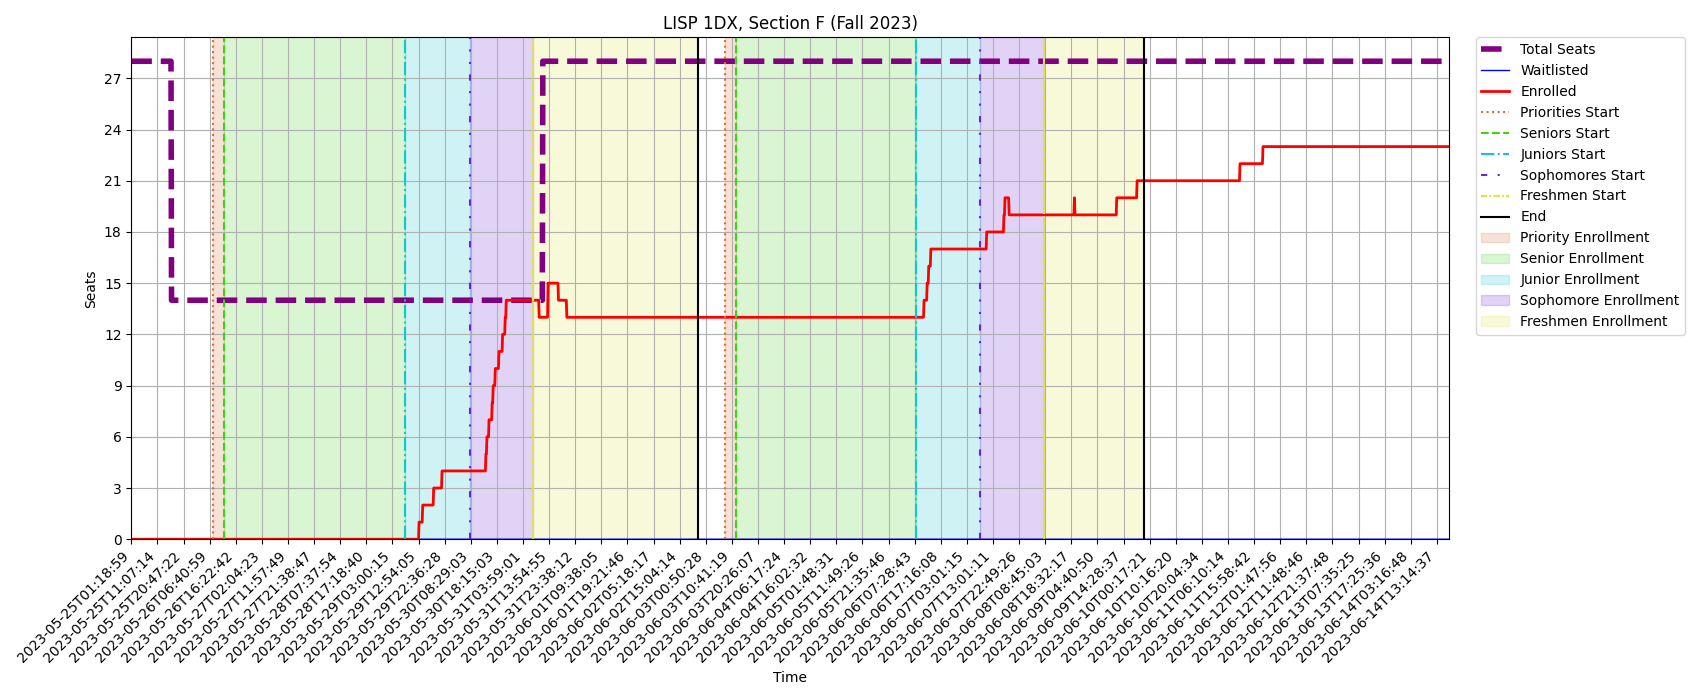 LISP 1DX, Section F (Fall 2023)
Seats
27
24
21
18
15
12
9
6
3
0
2023-05-25T01:18:59
2023-05-25T11:07:14
2023-05-25T20:47:22
2023-05-26T06:40:59
2023-05-26T16:22:42
2023-05-27T02:04:23
2023-05-27T11:57:49
2023-05-27T21:38:47
2023-05-28T07:37:54
2023-05-28T17:18:40
2023-05-29T03:00:15
2023-05-29T12:54:05
2023-05-29T22:36:28
2023-05-30T08:29:03
2023-05-30T18:15:03
2023-05-31T03:59:01
2023-05-31T13:54:55
2023-05-31T23:38:12
2023-06-01T09:38:05
2023-06-01T19:21:46
2023-06-02T05:18:17
2023-06-02T15:04:14
2023-06-03T00:50:28
2023-06-03T10:41:19
2023-06-03T20:26:07
2023-06-04T06:17:24
2023-06-04T16:02:32
2023-06-05T01:48:31
2023-06-05T11:49:26
2023-06-05T21:35:46
2023-06-06T07:28:43
2023-06-06T17:16:08
2023-06-07T03:01:15
2023-06-07T13:01:11
2023-06-07T22:49:26
2023-06-08T08:45:03
2023-06-08T18:32:17
2023-06-09T04:40:50
2023-06-09T14:28:37
2023-06-10T00:17:21
2023-06-10T10:16:20
2023-06-10T20:04:34
2023-06-11T06:10:14
2023-06-11T15:58:42
2023-06-12T01:47:56
2023-06-12T11:48:46
2023-06-12T21:37:48
2023-06-13T07:35:25
2023-06-13T17:25:36
2023-06-14T03:16:48
2023-06-14T13:14:37
Time
Total Seats
Waitlisted
Enrolled
Priorities Start
Seniors Start
Juniors Start
Sophomores Start
Freshmen Start
End
Priority Enrollment
Senior Enrollment
Junior Enrollment
Sophomore Enrollment
Freshmen Enrollment